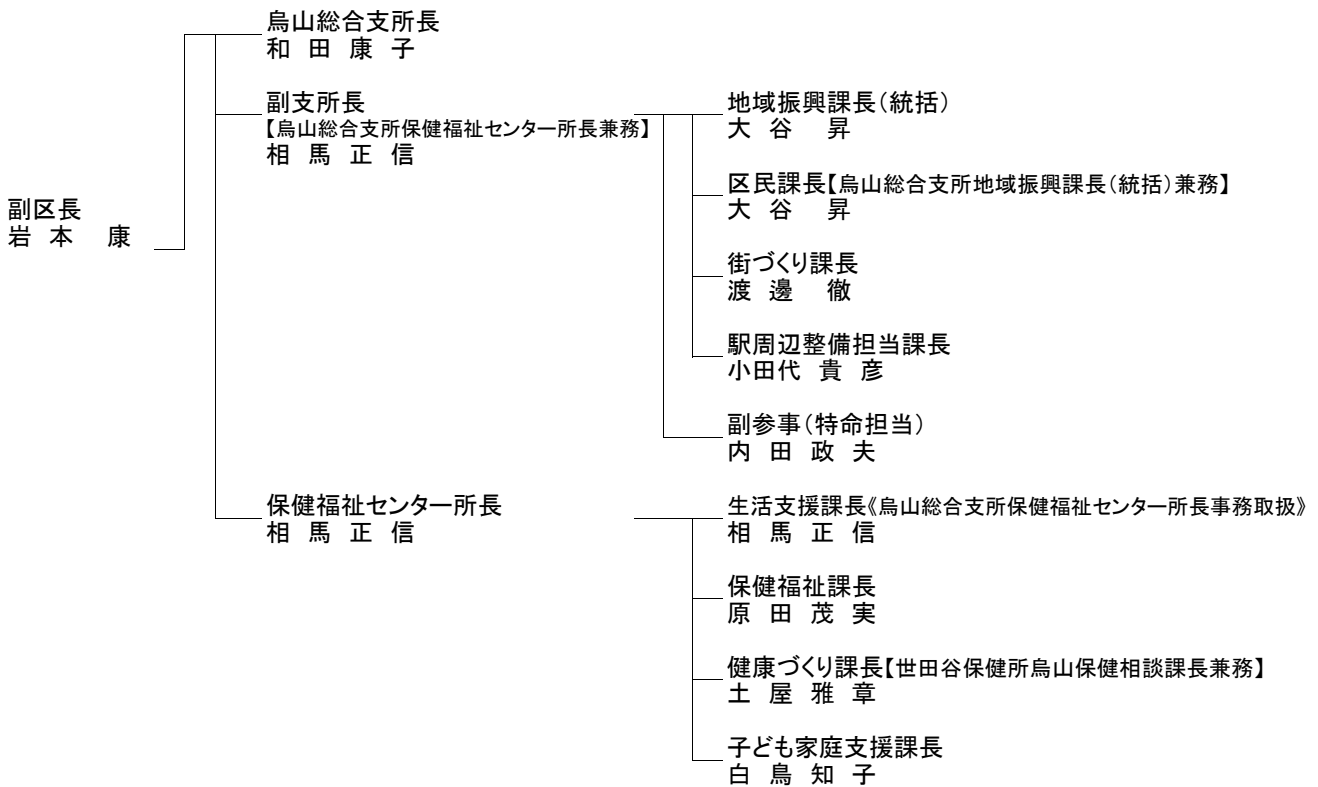 副区長
岩 本 康
烏山総合支所長
和 田 康 子
副支所長
【烏山総合支所保健福祉センター所長兼務】
相 馬 正 信
地域振興課長(統括)
大 谷 昇
区民課長【烏山総合支所地域振興課長(統括)兼務】
大 谷 昇
街づくり課長
渡 邊 徹
駅周辺整備担当課長
小田代 貴 彦
副参事(特命担当)
内 田 政 夫
保健福祉センター所長
相 馬 正 信
生活支援課長《烏山総合支所保健福祉センター所長事務取扱》
相 馬 正 信
保健福祉課長
原 田 茂 実
健康づくり課長【世田谷保健所烏山保健相談課長兼務】
土 屋 雅 章
子ども家庭支援課長
白 鳥 知 子